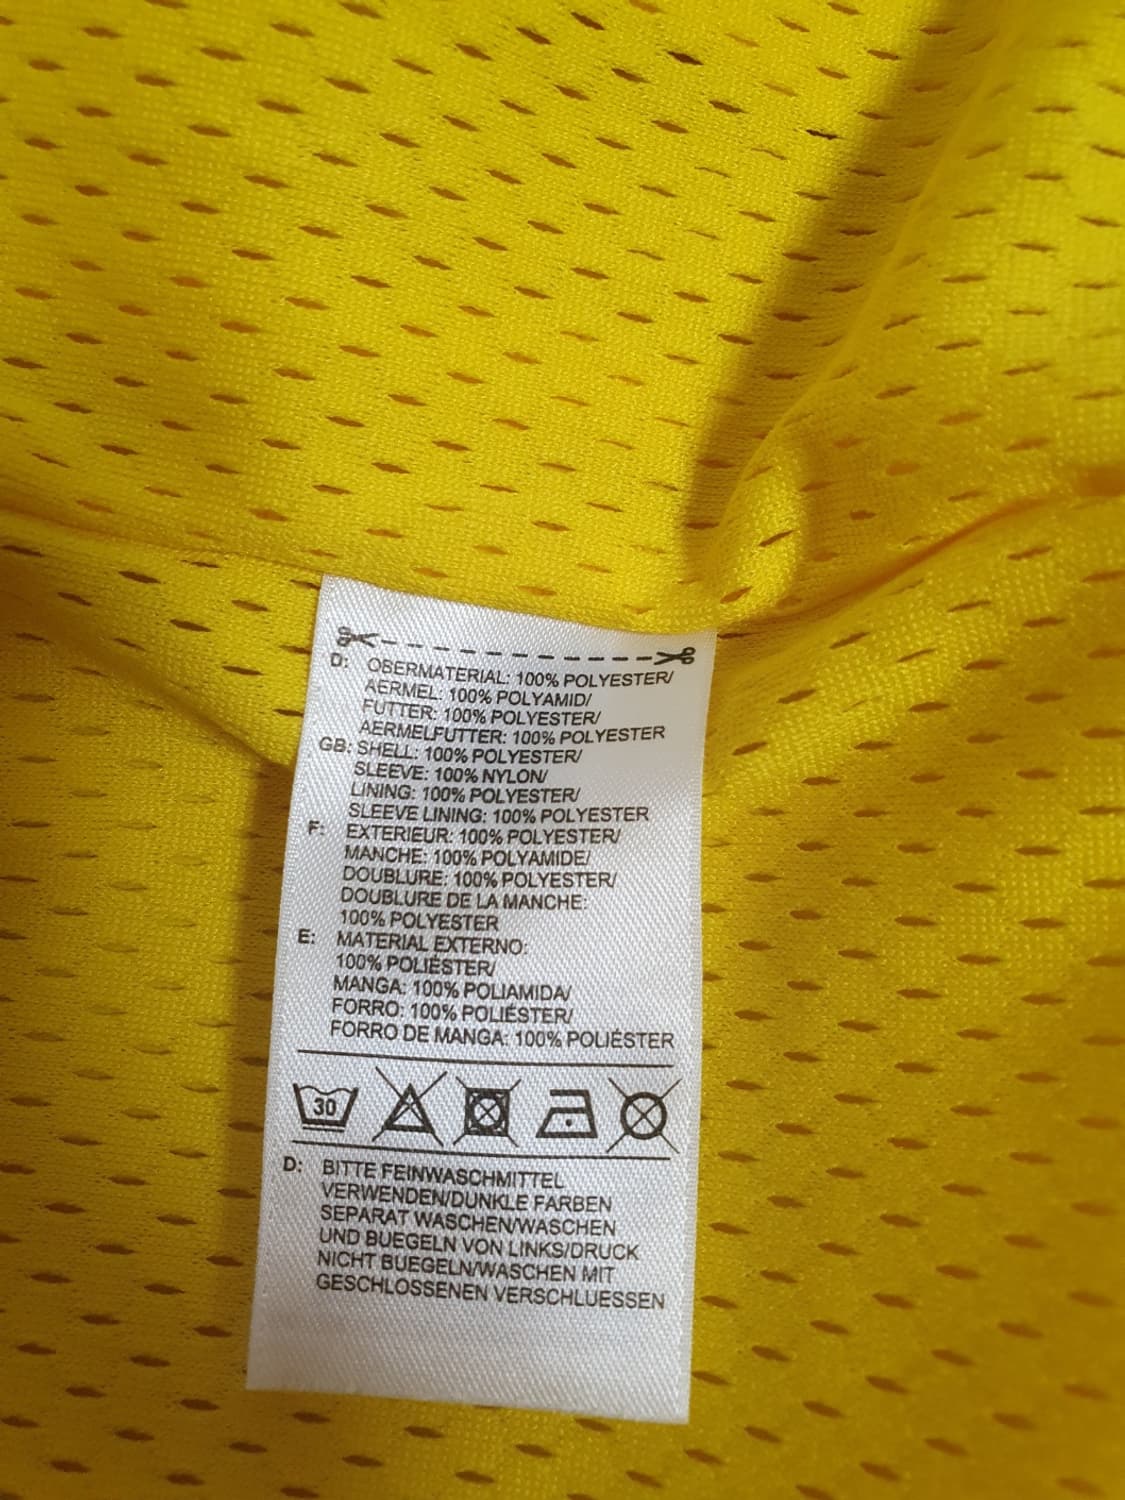 D: OBERMATERIAL: 100% POLYESTER/
AERMEL: 100% POLYAMID/
FUTTER: 100% POLYESTER/
AERMELFUTTER: 100% POLYESTER
GB: SHELL: 100% POLYESTER/
SLEEVE: 100% NYLON/
LINING: 100% POLYESTER/
SLEEVE LINING: 100% POLYESTER
F: EXTERIEUR: 100% POLYESTER/
MANCHE: 100% POLYAMIDE/
DOUBLURE: 100% POLYESTER/
DOUBLURE DE LA MANCHE:
100% POLYESTER
E: MATERIAL EXTERNO:
100% POLIÉSTER/
MANGA: 100% POLIAMIDA/
FORRO: 100% POLIÉSTER/
FORRO DE MANGA: 100% POLIÉSTER
30
D: BITTE FEINWASCHMITTEL
VERWENDEN/DUNKLE FARBEN
SEPARAT WASCHEN/WASCHEN
UND BUEGELN VON LINKS/DRUCK
NICHT BUEGELN/WASCHEN MIT
GESCHLOSSENEN VERSCHLUESSEN